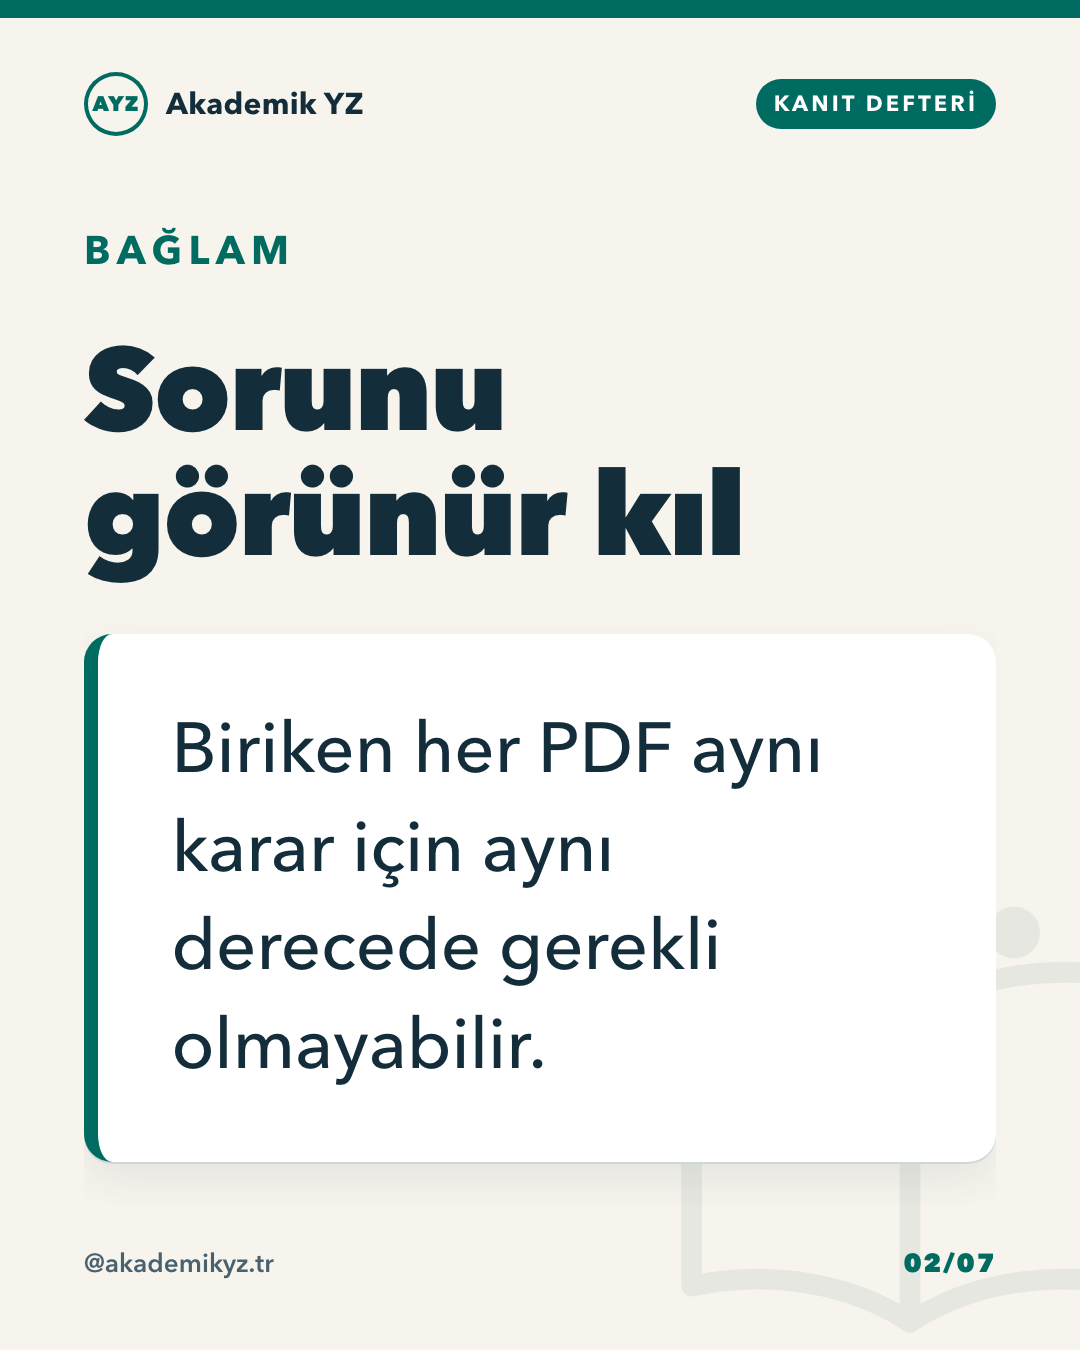 AYZ
Akademik YZ
KANIT DEFTERİ
BAĞLAM
Sorunu
görünür kıl
Biriken her PDF aynı
karar için aynı
derecede gerekli
olmayabilir.
@akademikyz.tr
02/07